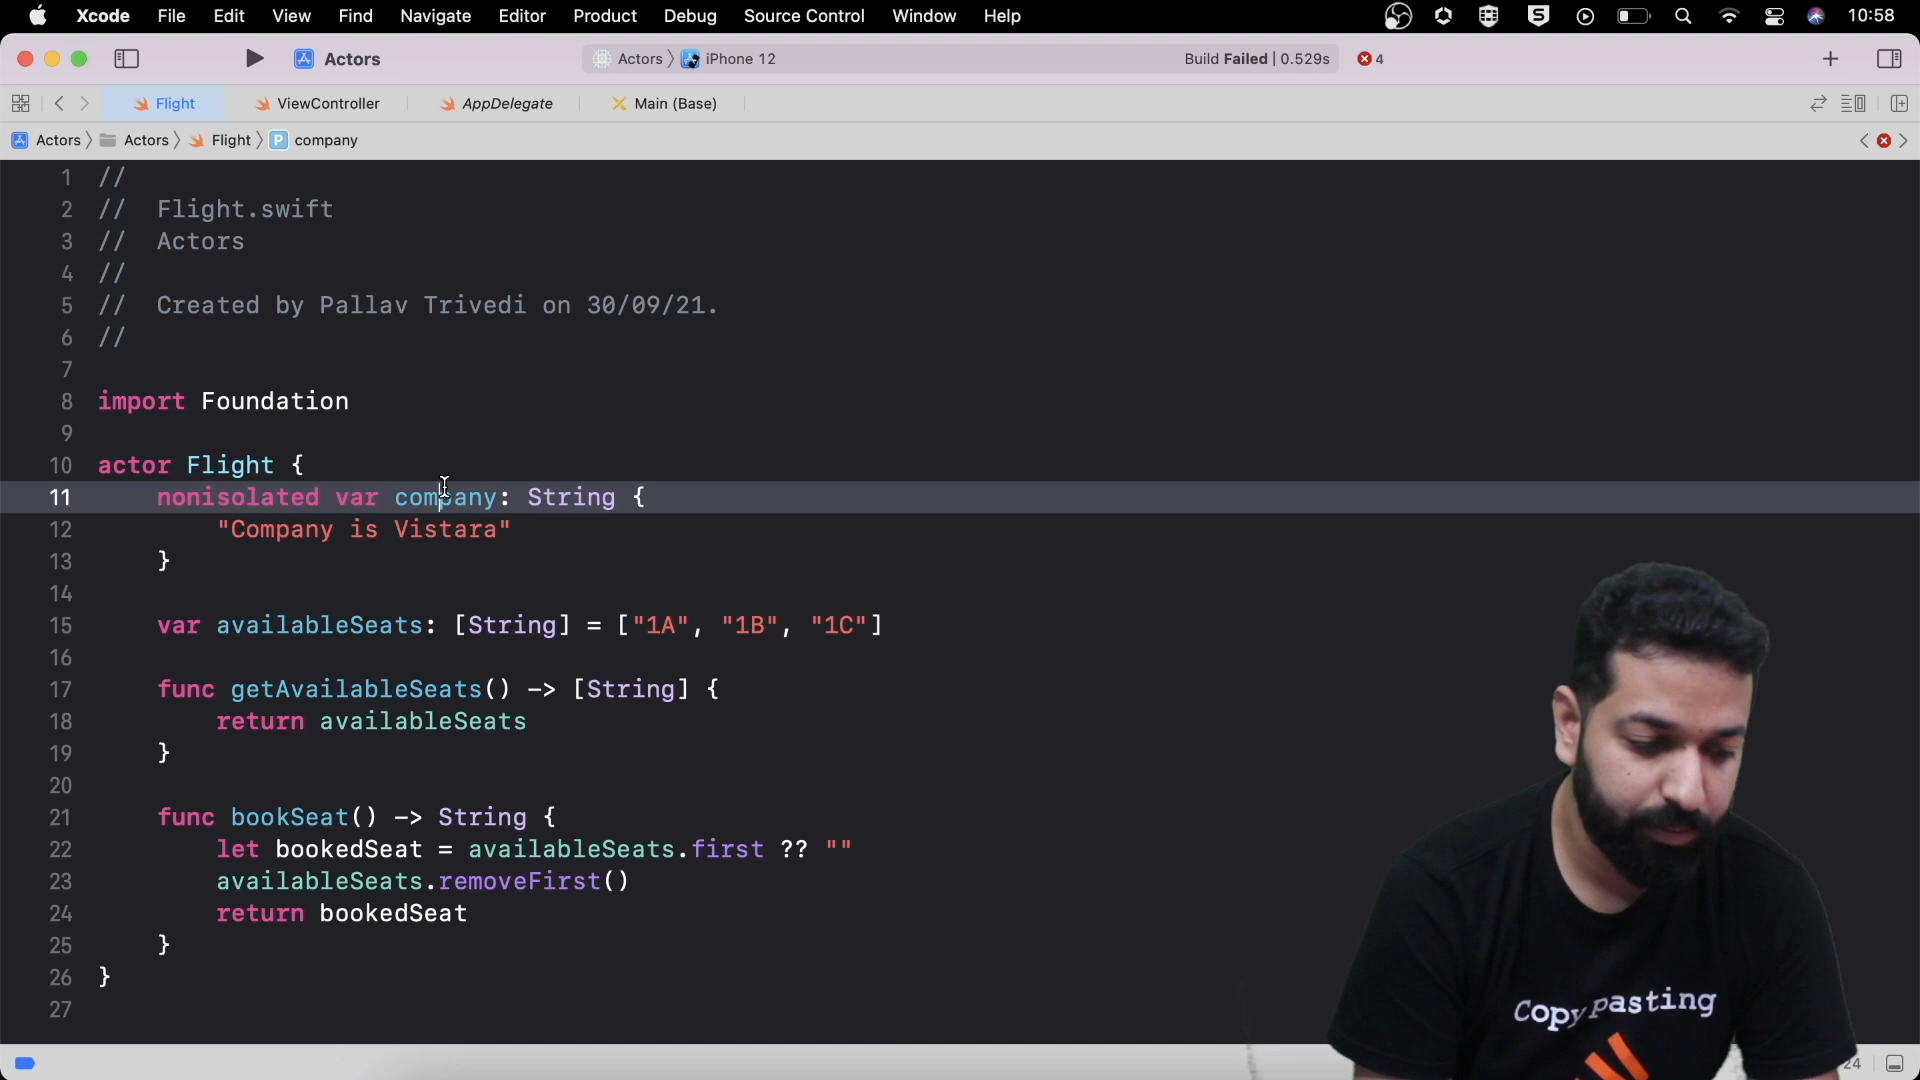 Xcode File Edit View Find Navigate Editor Product Debug Source Control Window Help 10:58
Actors Actors iPhone 12 Build Failed | 0.529s 4
Flight ViewController AppDelegate Main (Base)
Actors Actors Flight P company
1 //
2 //  Flight.swift
3 //  Actors
4 //
5 //  Created by Pallav Trivedi on 30/09/21.
6 //
7
8 import Foundation
9
10 actor Flight {
11     nonisolated var company: String {
12         "Company is Vistara"
13     }
14
15     var availableSeats: [String] = ["1A", "1B", "1C"]
16
17     func getAvailableSeats() -> [String] {
18         return availableSeats
19     }
20
21     func bookSeat() -> String {
22         let bookedSeat = availableSeats.first ?? ""
23         availableSeats.removeFirst()
24         return bookedSeat
25     }
26 }
27
Copy pasting
24